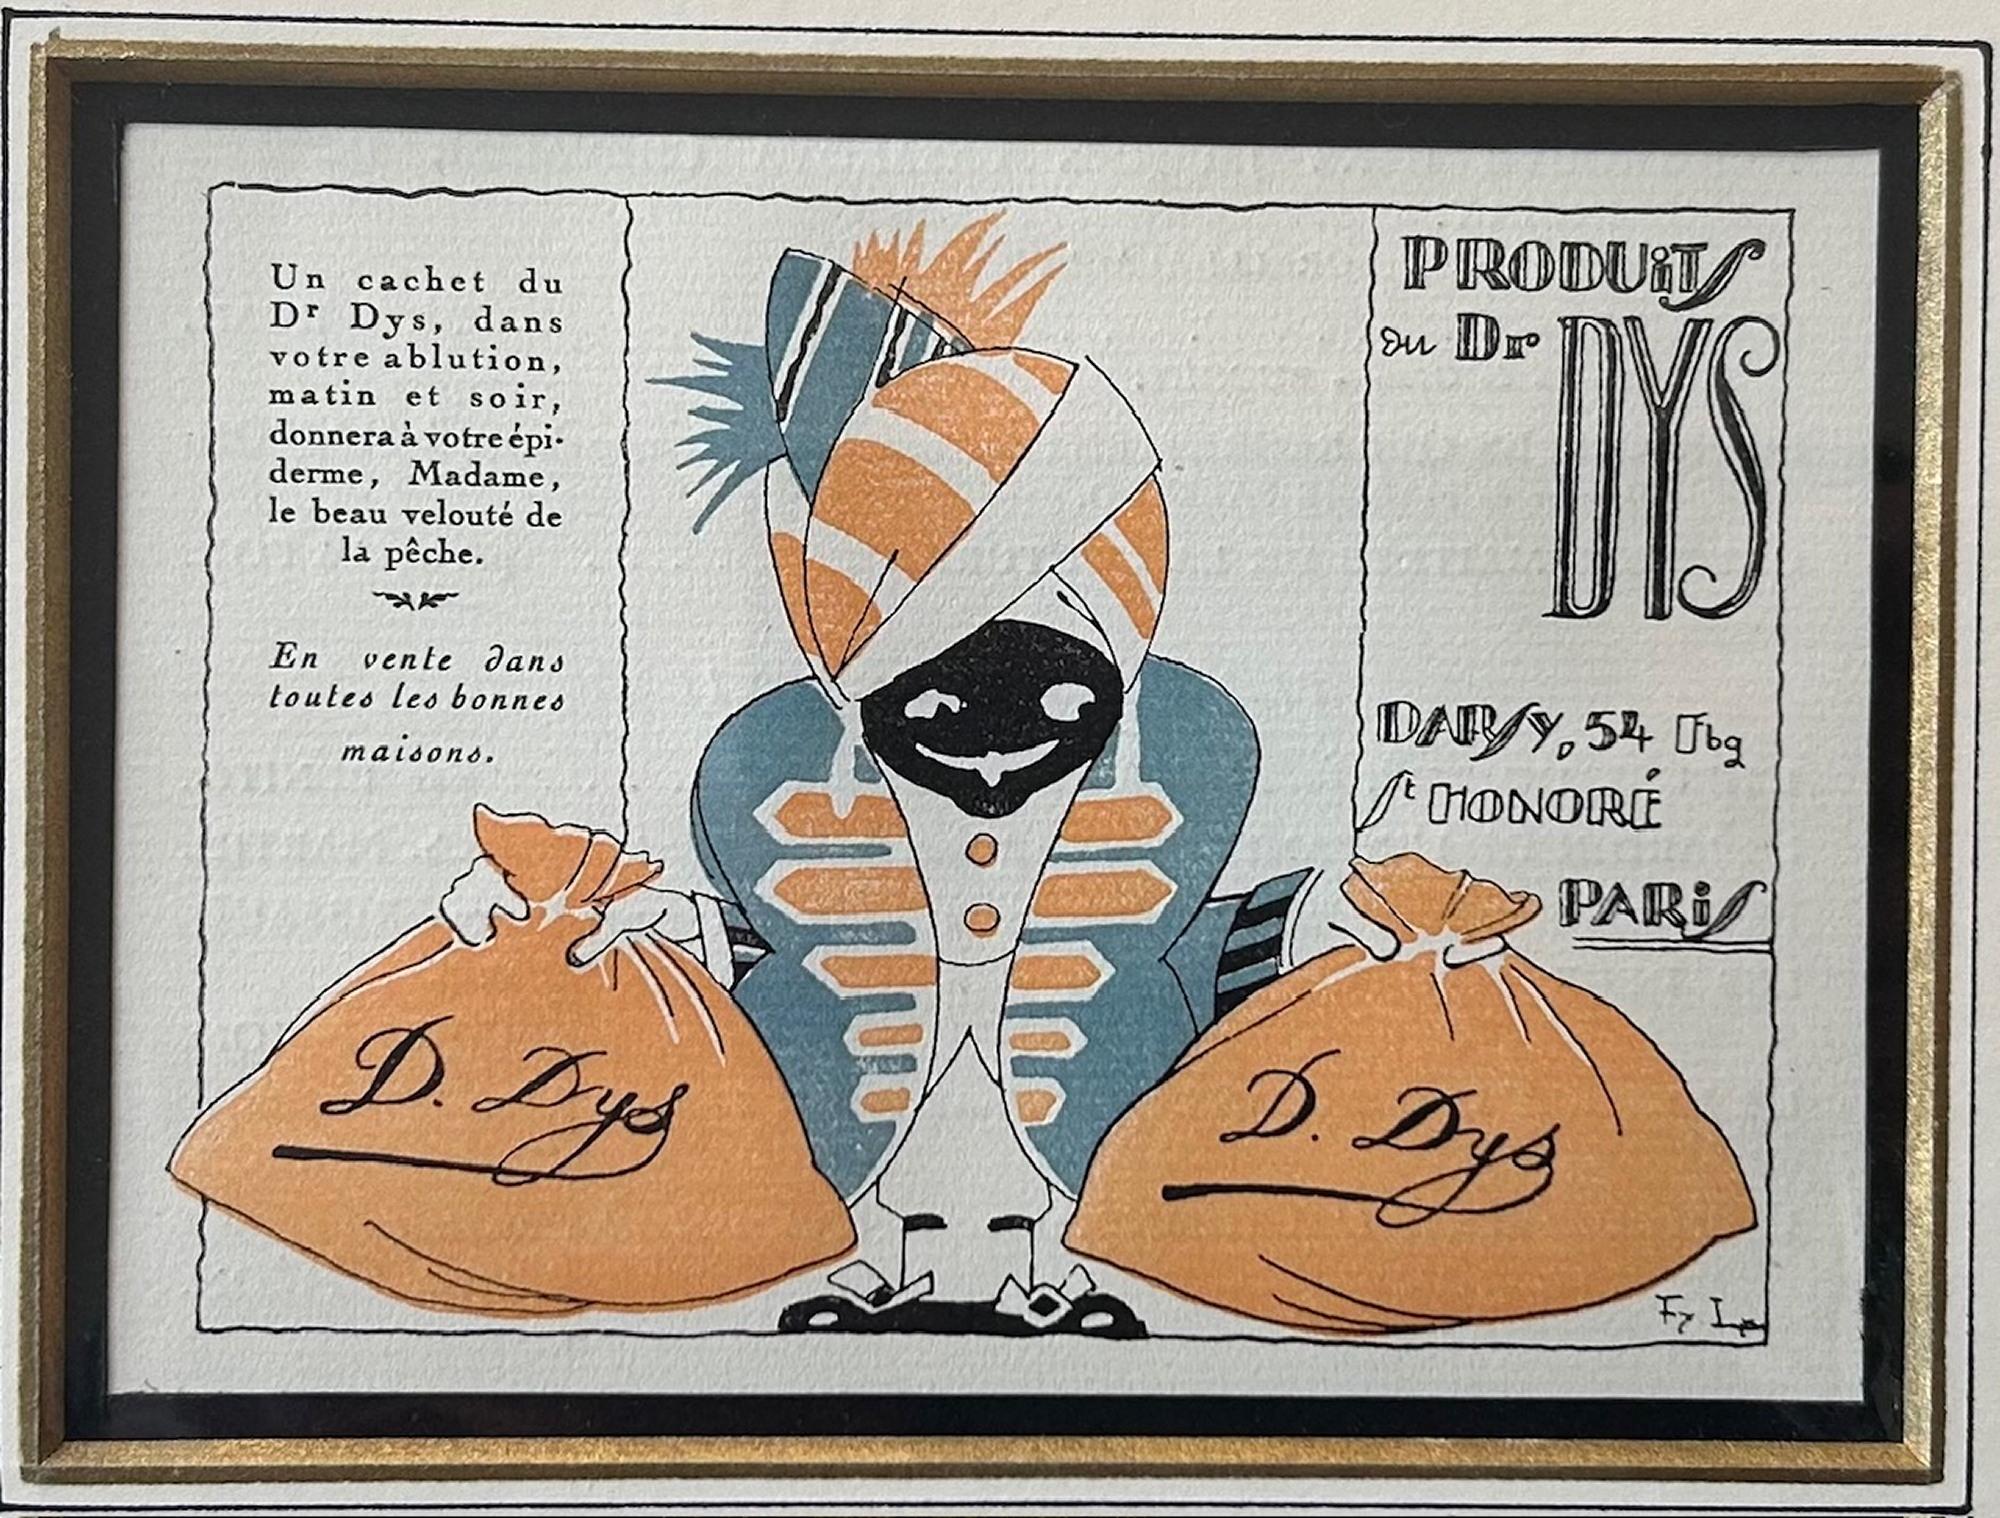 Un cachet du
Dr Dys, dans
votre ablution,
matin et soir,
donnera à votre épi-
derme, Madame,
le beau velouté de
la pêche.
En vente dans
toutes les bonnes
maisons.
PRODUiTS
du Dr DYS
DARSY, 54 Fbg
St HONORÉ
PARiS
D. Dys
D. Dys